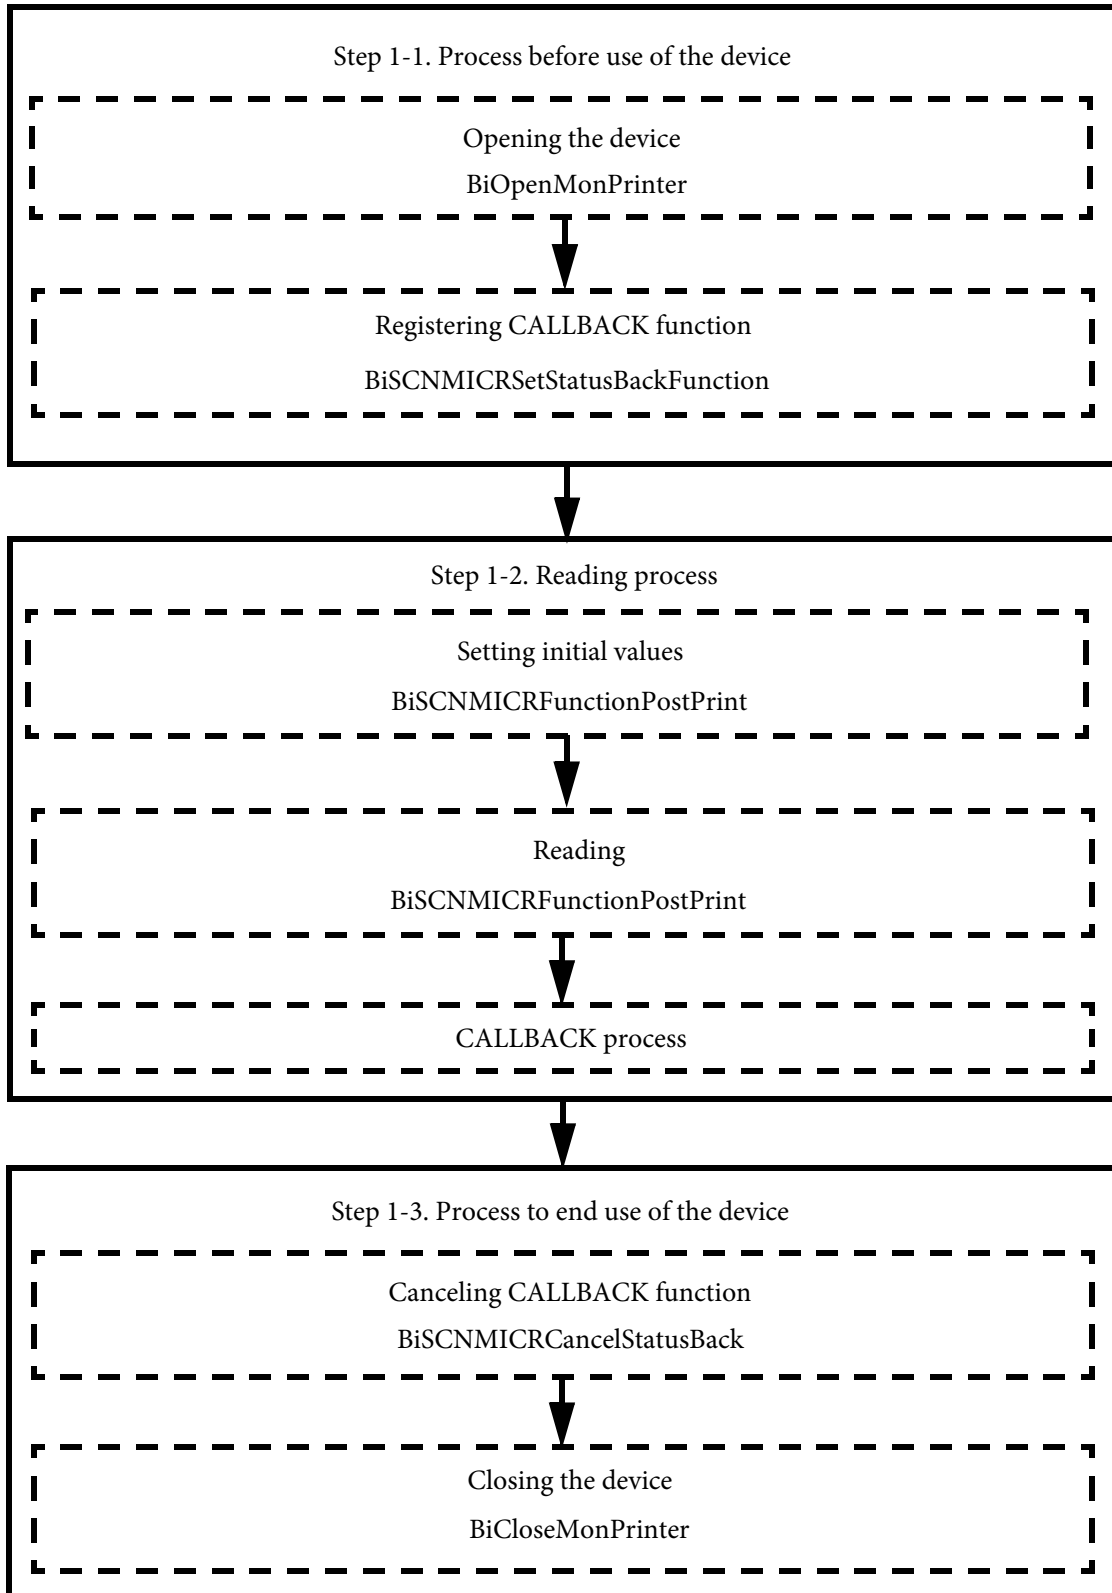 Step 1-1. Process before use of the device
Opening the device
BiOpenMonPrinter
Registering CALLBACK function
BiSCNMICRSetStatusBackFunction
Step 1-2. Reading process
Setting initial values
BiSCNMICRFunctionPostPrint
Reading
BiSCNMICRFunctionPostPrint
CALLBACK process
Step 1-3. Process to end use of the device
Canceling CALLBACK function
BiSCNMICRCancelStatusBack
Closing the device
BiCloseMonPrinter